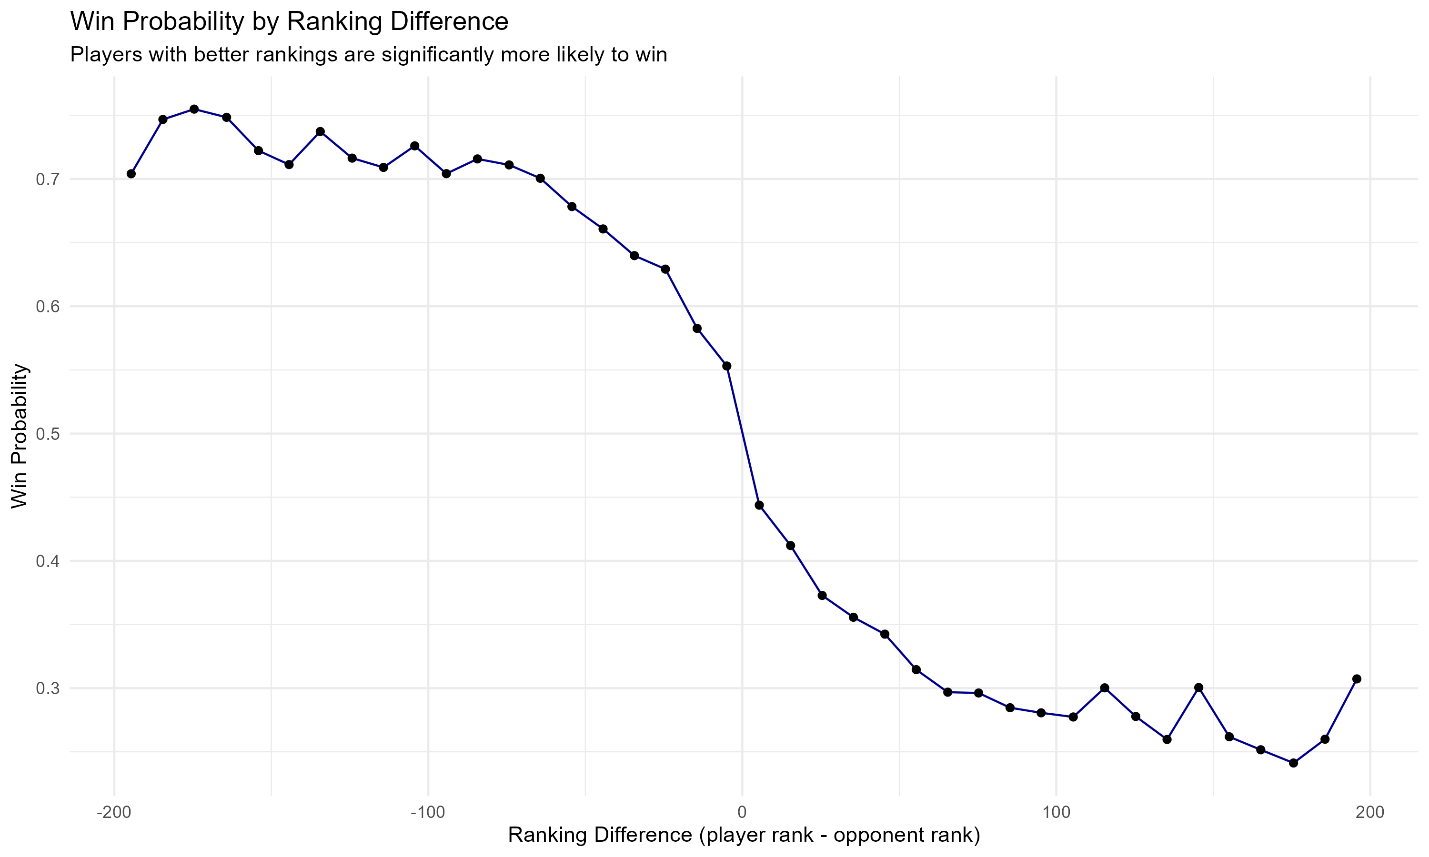 Win Probability by Ranking Difference
Players with better rankings are significantly more likely to win
Win Probability
0.7
0.6
0.5
0.4
0.3
-200 -100 0 100 200
Ranking Difference (player rank - opponent rank)